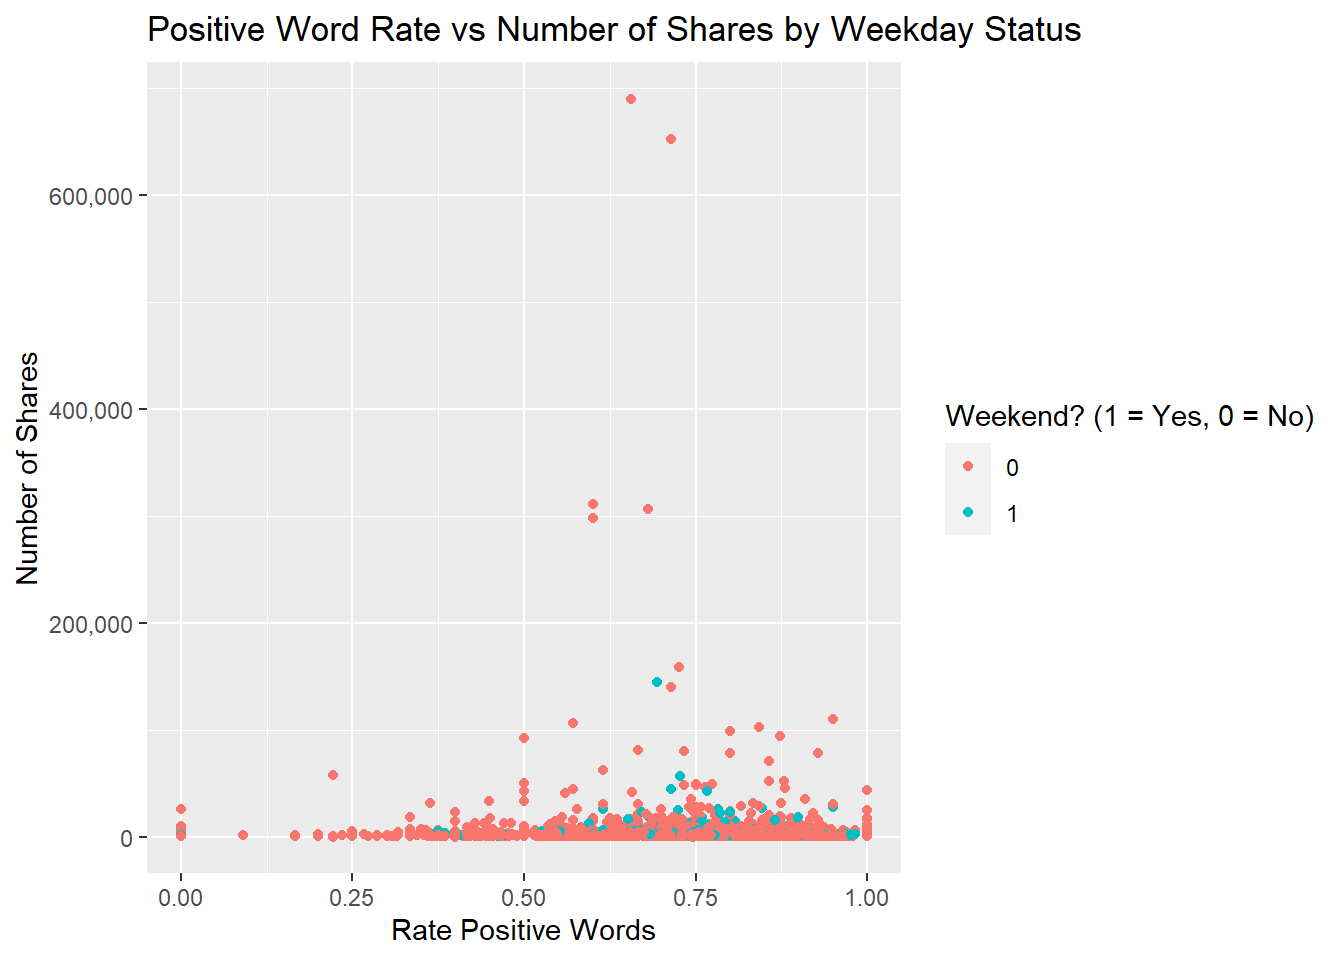 Positive Word Rate vs Number of Shares by Weekday Status
600,000
400,000
200,000
0
Number of Shares
0.00 0.25 0.50 0.75 1.00
Rate Positive Words
Weekend? (1 = Yes, 0 = No)
0
1